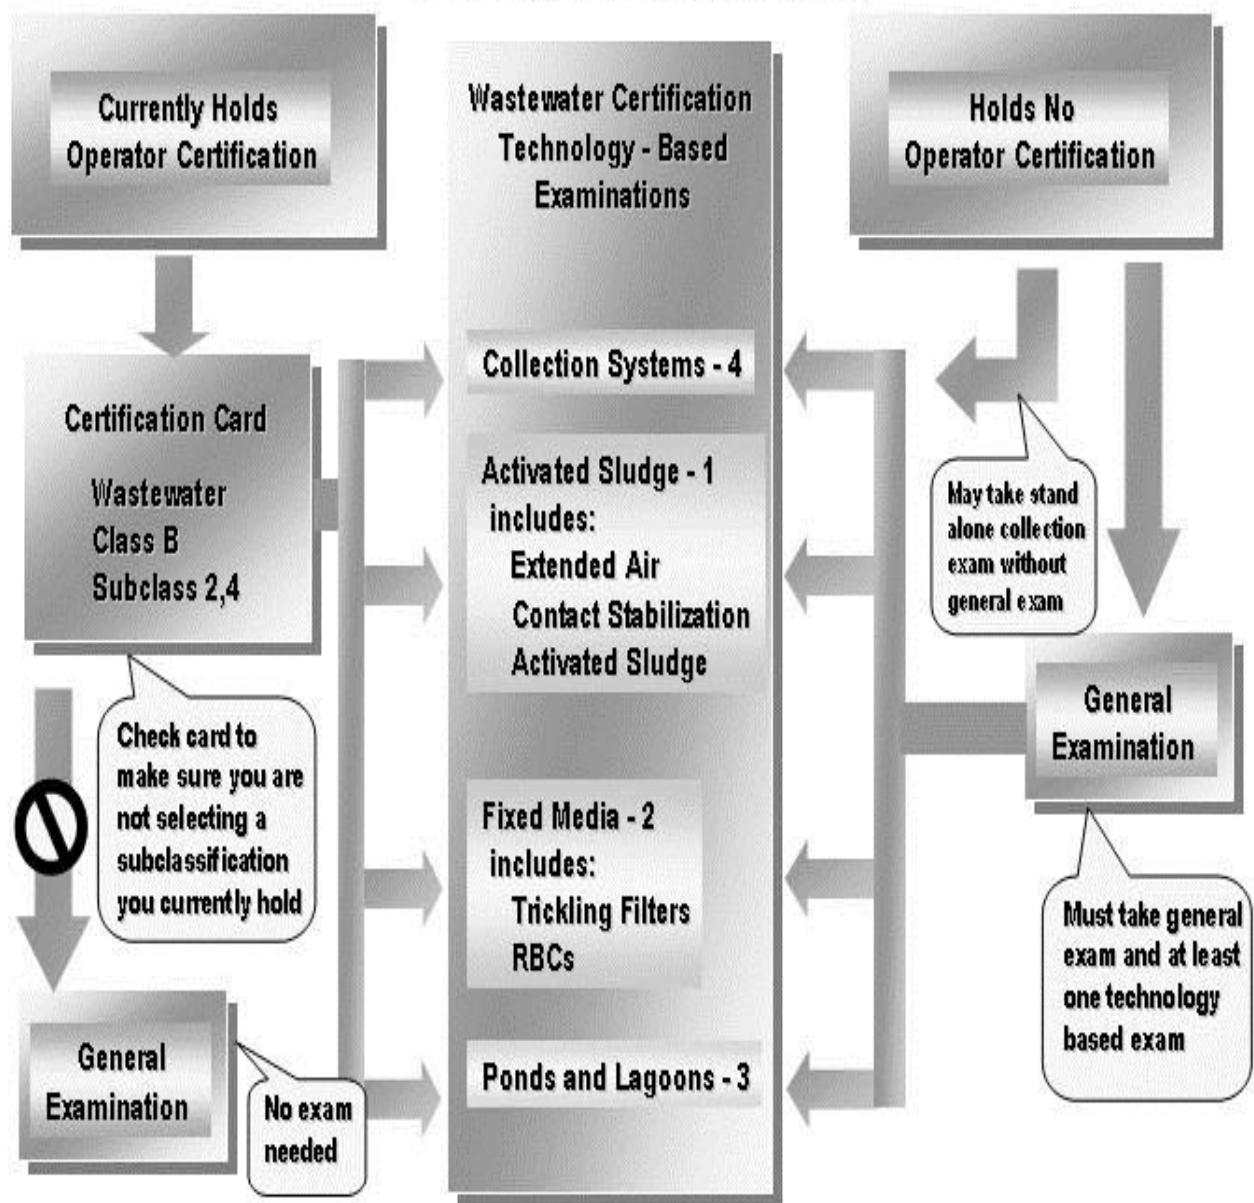 Currently Holds
Operator Certification
Wastewater Certification
Technology - Based
Examinations
Holds No
Operator Certification
Certification Card
Wastewater
Class B
Subclass 2,4
Collection Systems - 4
Activated Sludge - 1
includes:
Extended Air
Contact Stabilization
Activated Sludge
May take stand
alone collection
exam without
general exam
General
Examination
Check card to
make sure you are
not selecting a
subclassification
you currently hold
Fixed Media - 2
includes:
Trickling Filters
RBCs
Must take general
exam and at least
one technology
based exam
General
Examination
No exam
needed
Ponds and Lagoons - 3